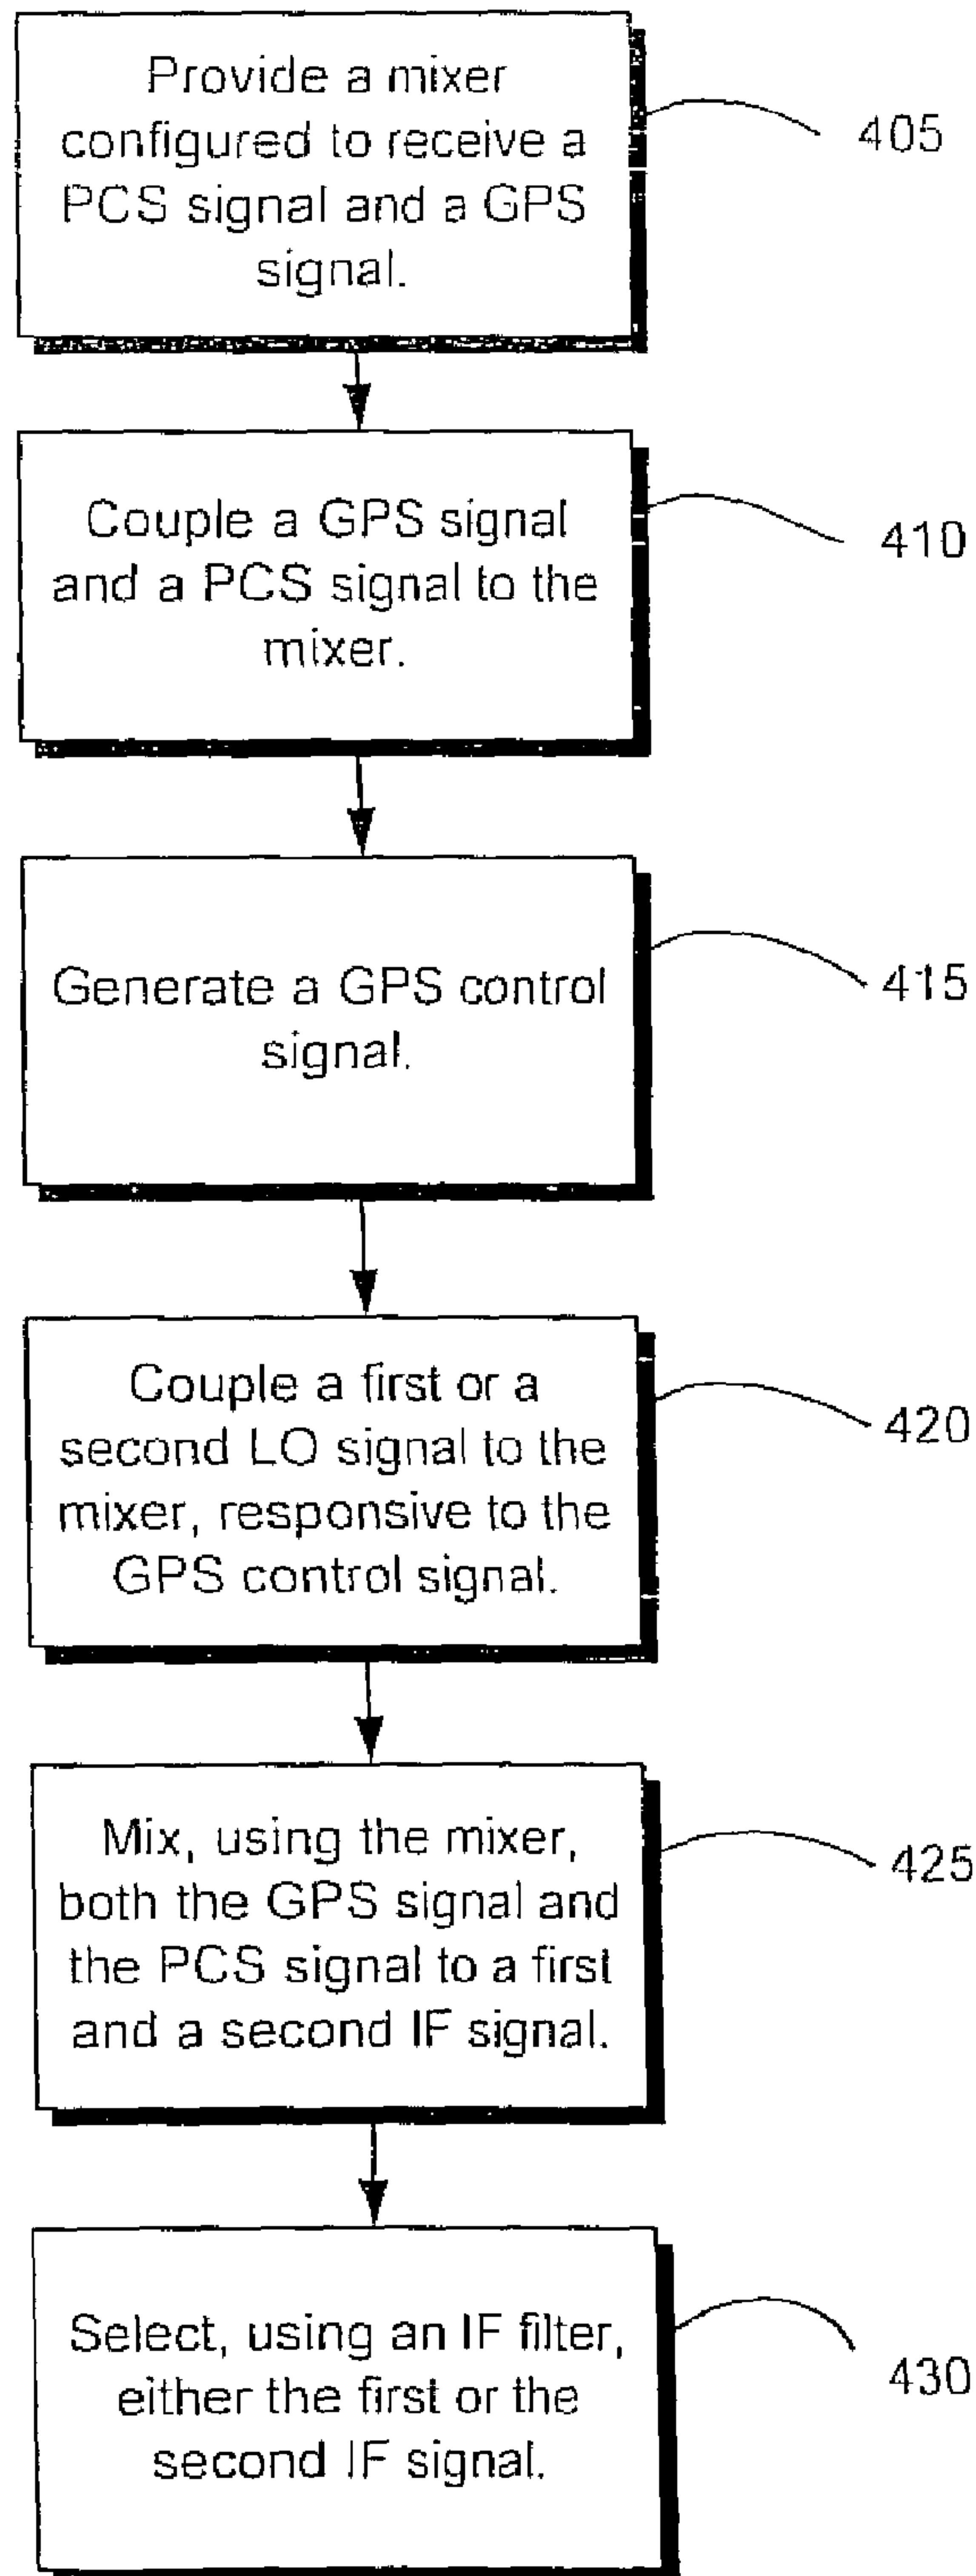 Provide a mixer
configured to receive a
PCS signal and a GPS
signal.
405
Couple a GPS signal
and a PCS signal to the
mixer.
410
Generate a GPS control
signal.
415
Couple a first or a
second LO signal to the
mixer, responsive to the
GPS control signal.
420
Mix, using the mixer,
both the GPS signal and
the PCS signal to a first
and a second IF signal.
425
Select, using an IF filter,
either the first or the
second IF signal.
430